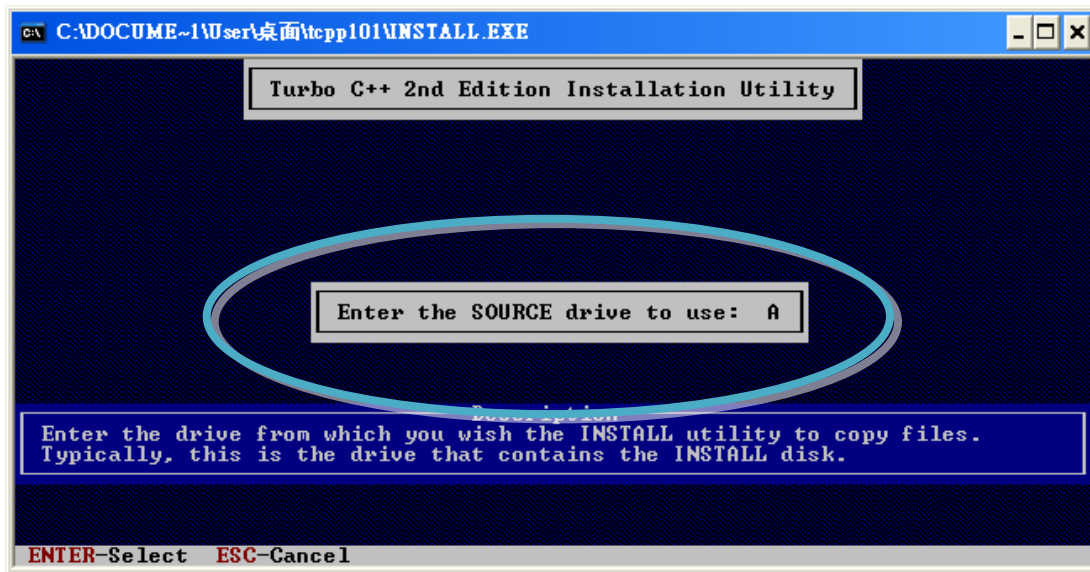 C:\DOCUME~1\User\桌面\tcpp101\INSTALL.EXE
Turbo C++ 2nd Edition Installation Utility
Enter the SOURCE drive to use: A
Description
Enter the drive from which you wish the INSTALL utility to copy files.
Typically, this is the drive that contains the INSTALL disk.
ENTER-Select ESC-Cancel